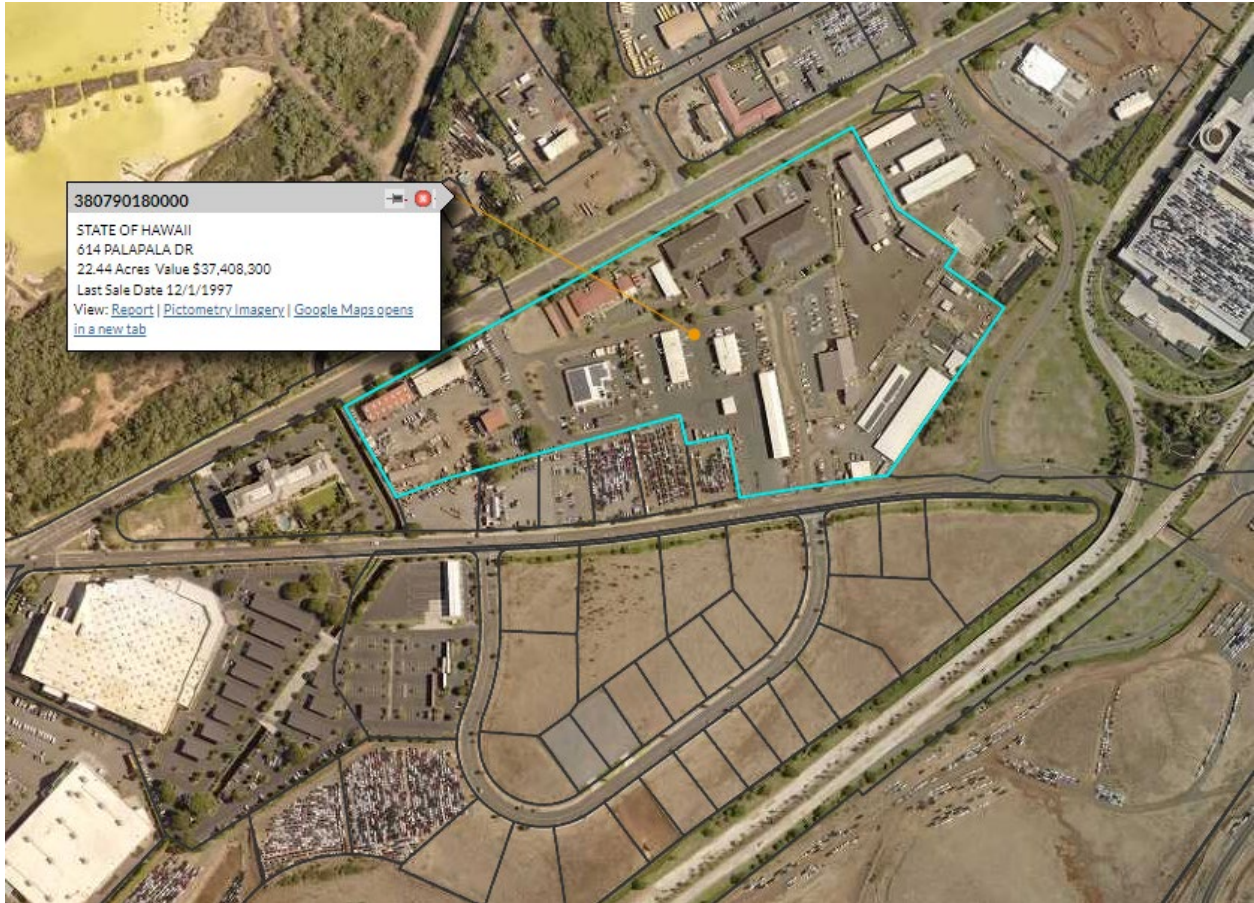 380790180000
STATE OF HAWAII
614 PALAPALA DR
22.44 Acres Value $37,408,300
Last Sale Date 12/1/1997
View: Report | Pictometry Imagery | Google Maps opens
in a new tab